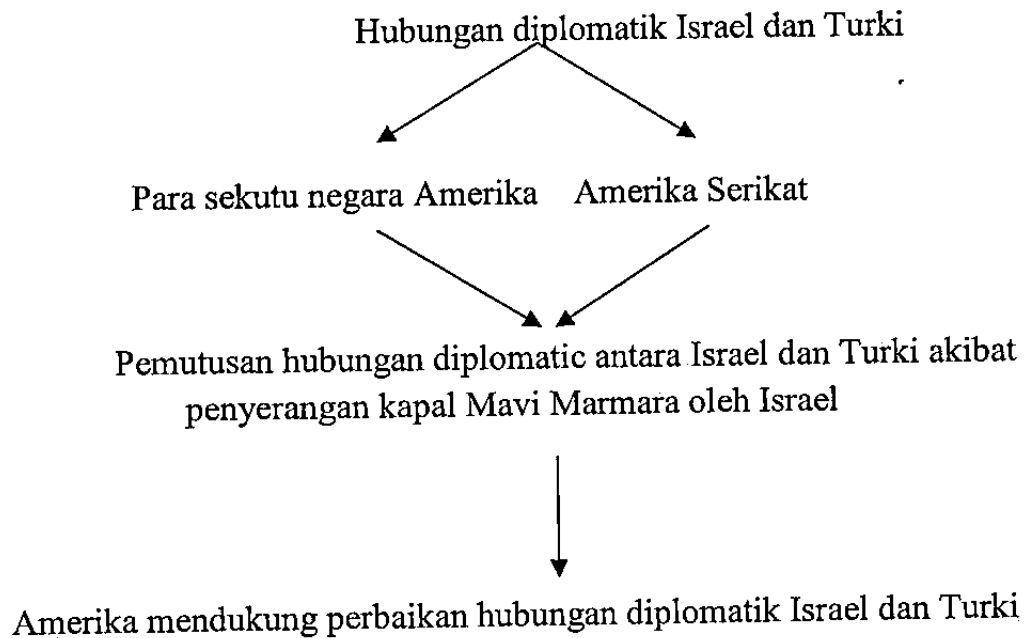 Hubungan diplomatik Israel dan Turki
Para sekutu negara Amerika Amerika Serikat
Pemutusan hubungan diplomatic antara Israel dan Turki akibat
penyerangan kapal Mavi Marmara oleh Israel
Amerika mendukung perbaikan hubungan diplomatik Israel dan Turki